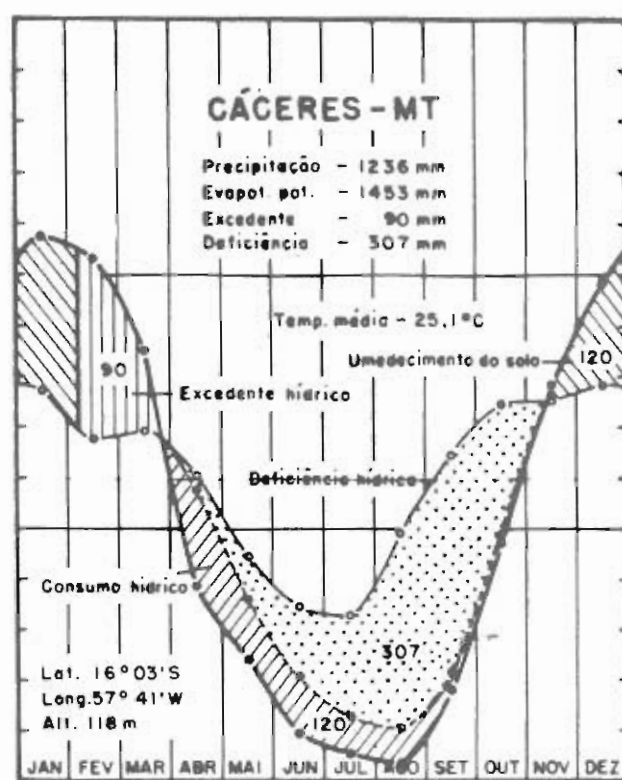 CÁCERES - MT
Precipitação - 1236 mm
Evapot. pot. - 1453 mm
Excedente - 90 mm
Deficiência - 307 mm
Temp. média - 25,1°C
Umedecimento do solo
120
90
Excedente hídrico
Deficiência hídrica
Consumo hídrico
307
Lat. 16°03'S
Long. 57° 41'W
Alt. 118 m
120
JAN FEV MAR ABR MAI JUN JUL AGO SET OUT NOV DEZ